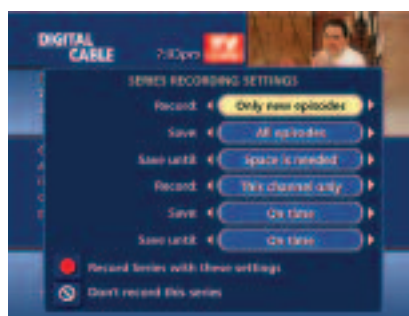 DIGITAL
CABLE
7:03pm
SERIES RECORDING SETTINGS
Record: Only new episodes
Save: All episodes
Save until: Space is needed
Record: This channel only
Save: On time
Save until: On time
Record Series with these settings
Don't record this series